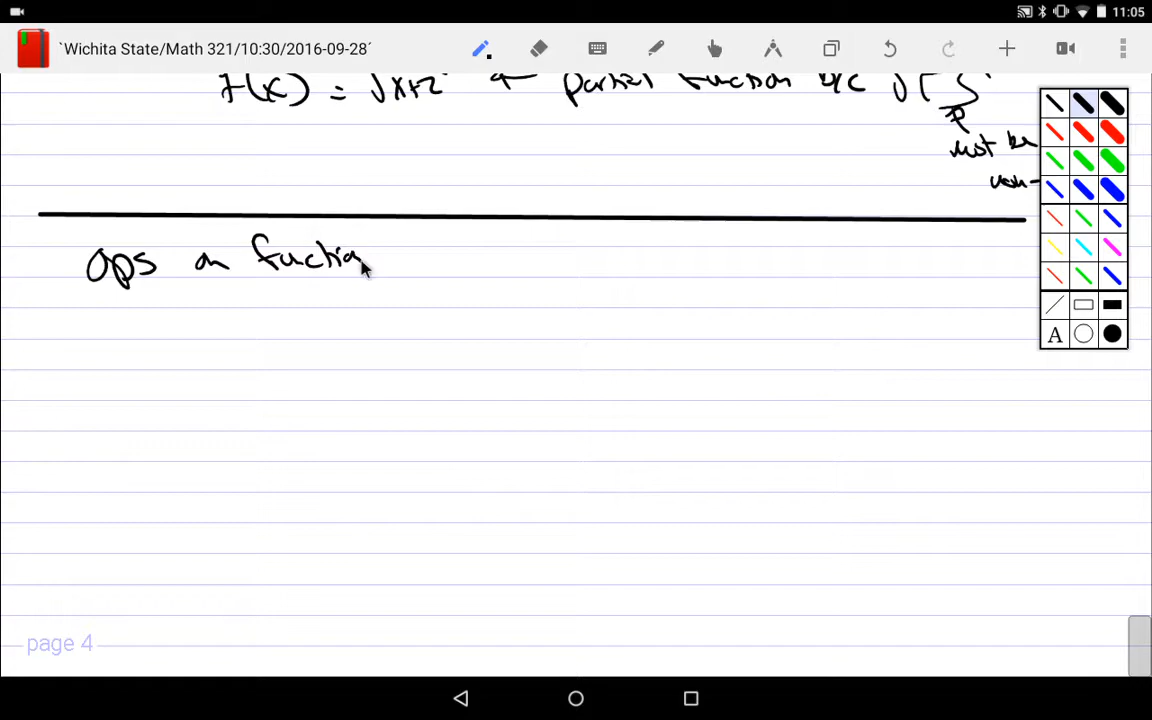 11:05
`Wichita State/Math 321/10:30/2016-09-28´
f(x) = √x+2 ← partial function b/c √
not be
non-
Ops on function
A
page 4